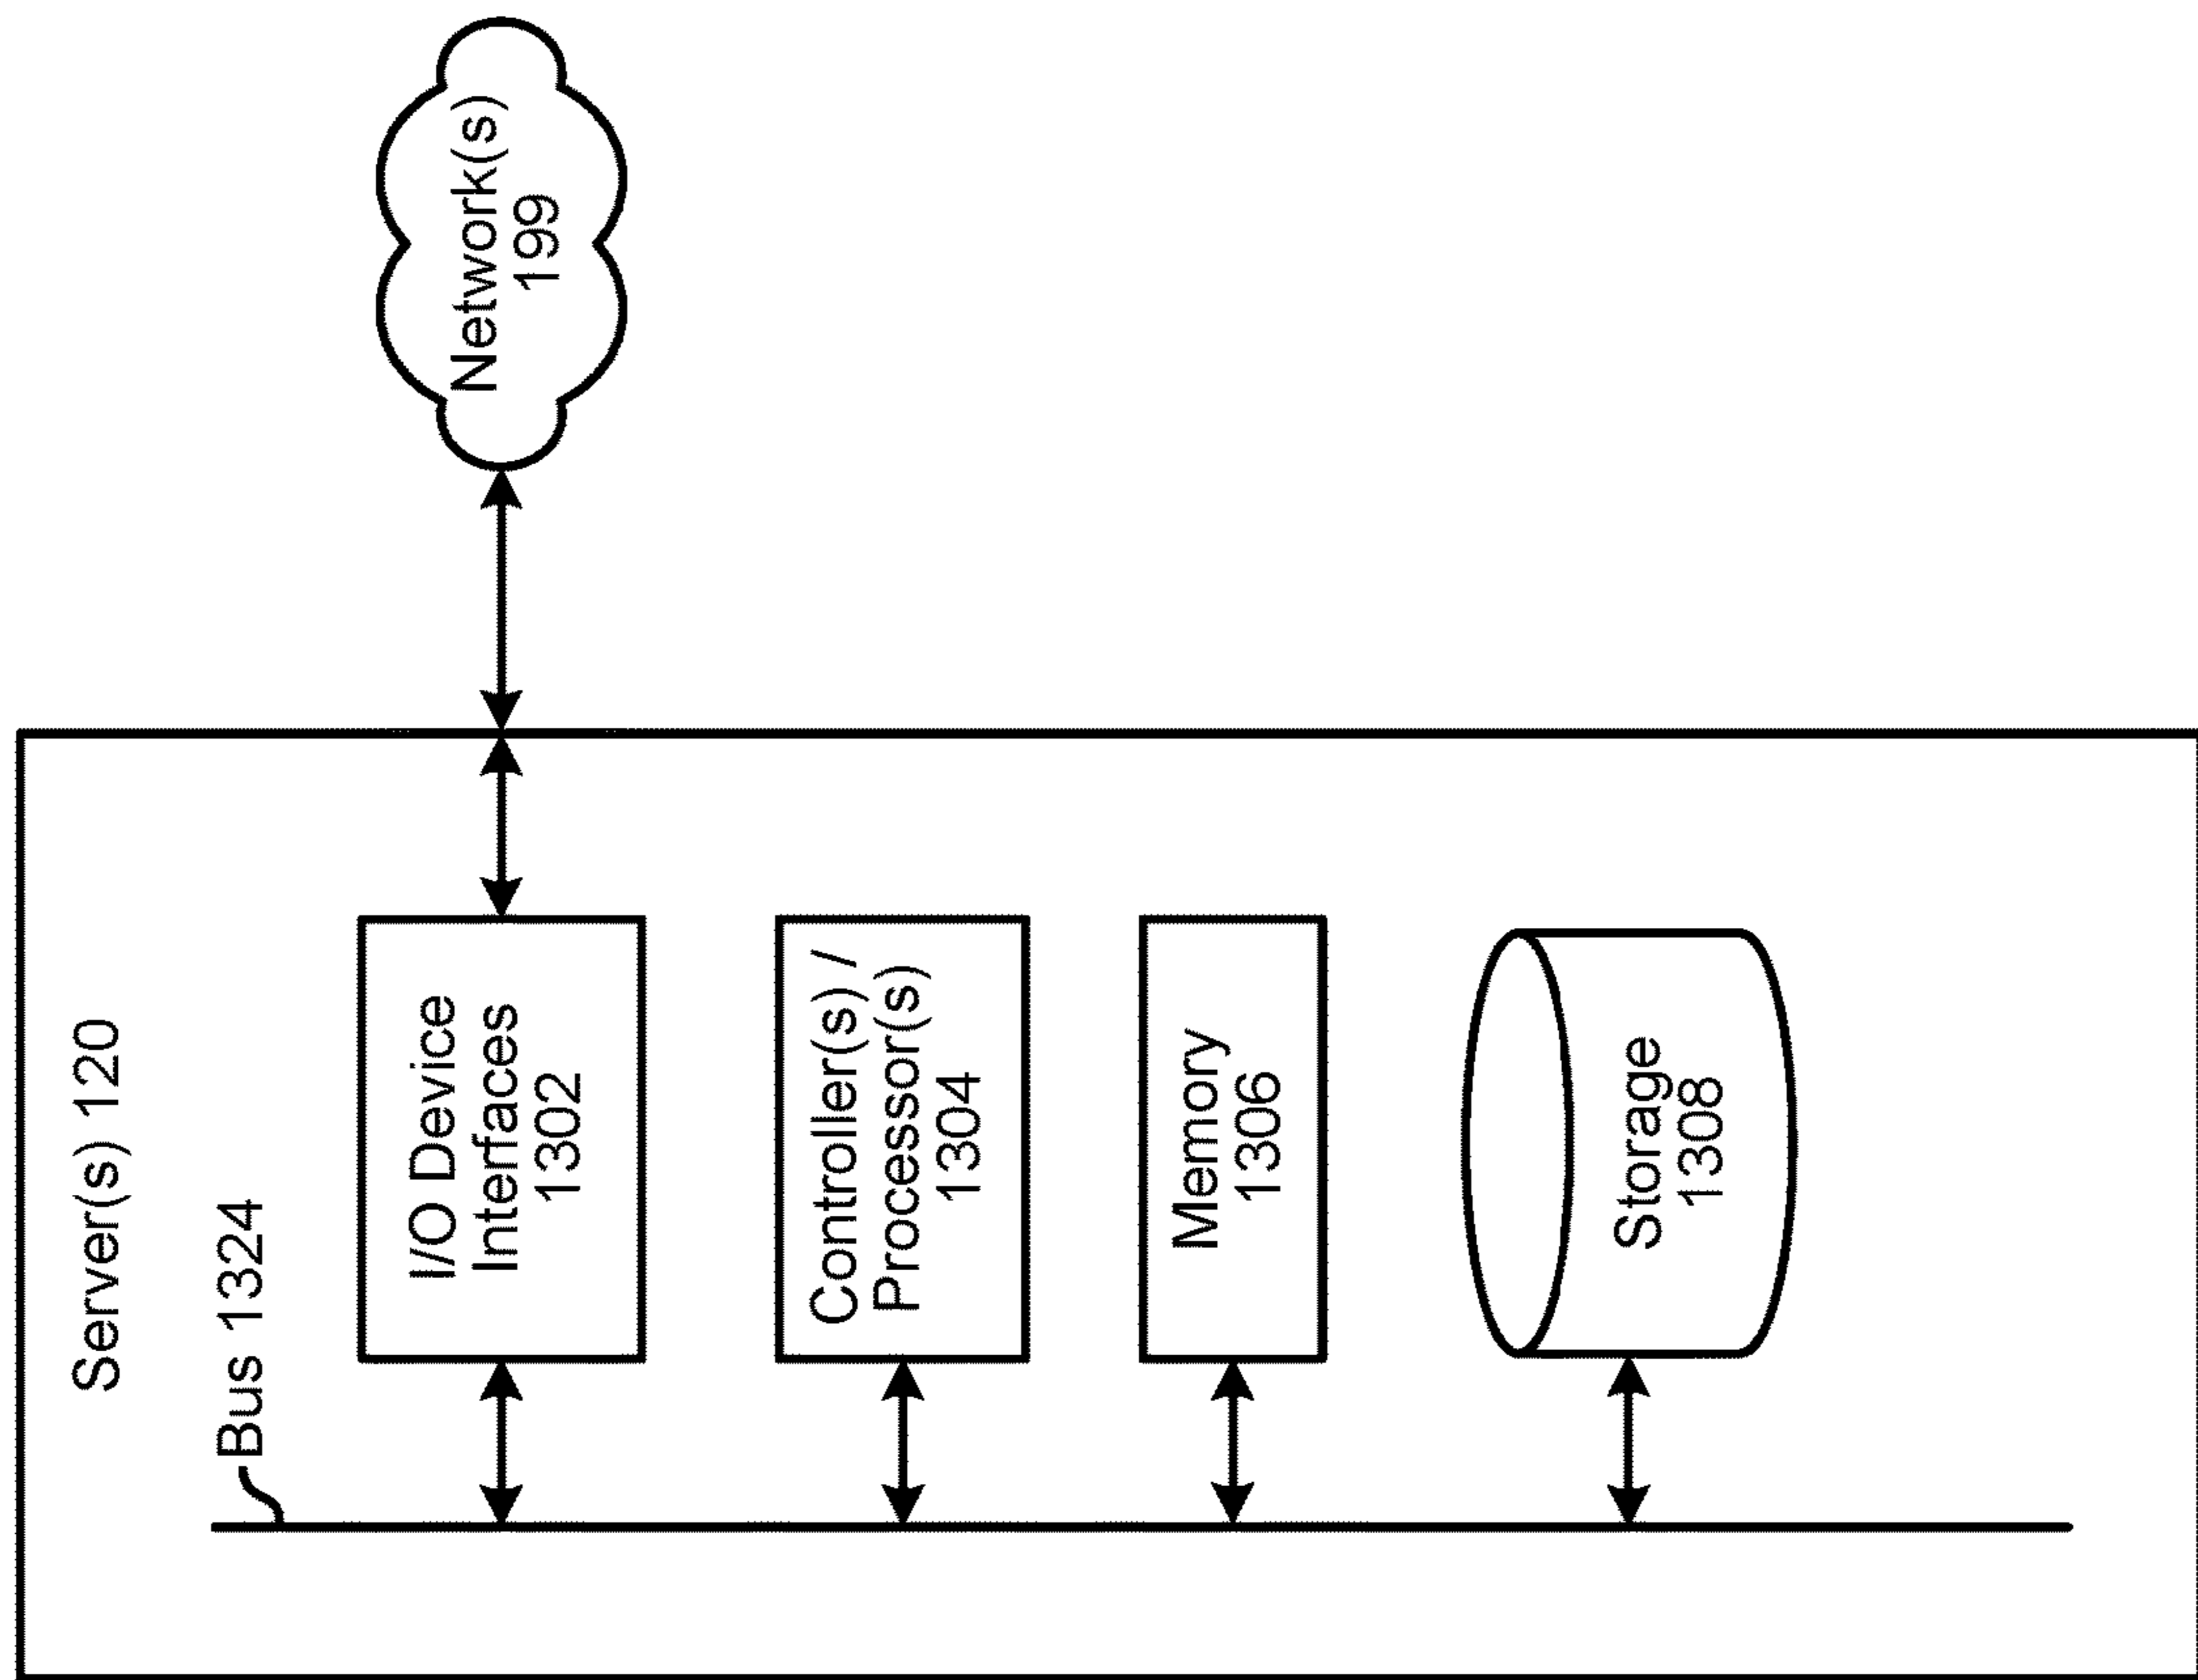 Server(s) 120
Bus 1324
I/O Device
Interfaces
1302
Network(s)
199
Controller(s) /
Processor(s)
1304
Memory
1306
Storage
1308